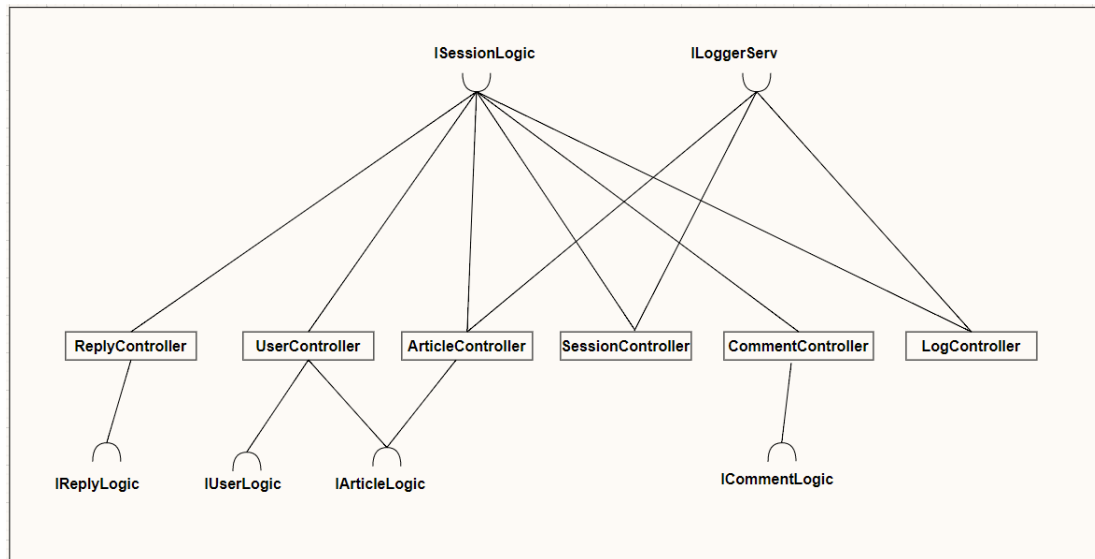 ISessionLogic
ILoggerServ
ReplyController
UserController
ArticleController
SessionController
CommentController
LogController
IReplyLogic
IUserLogic
IArticleLogic
ICommentLogic